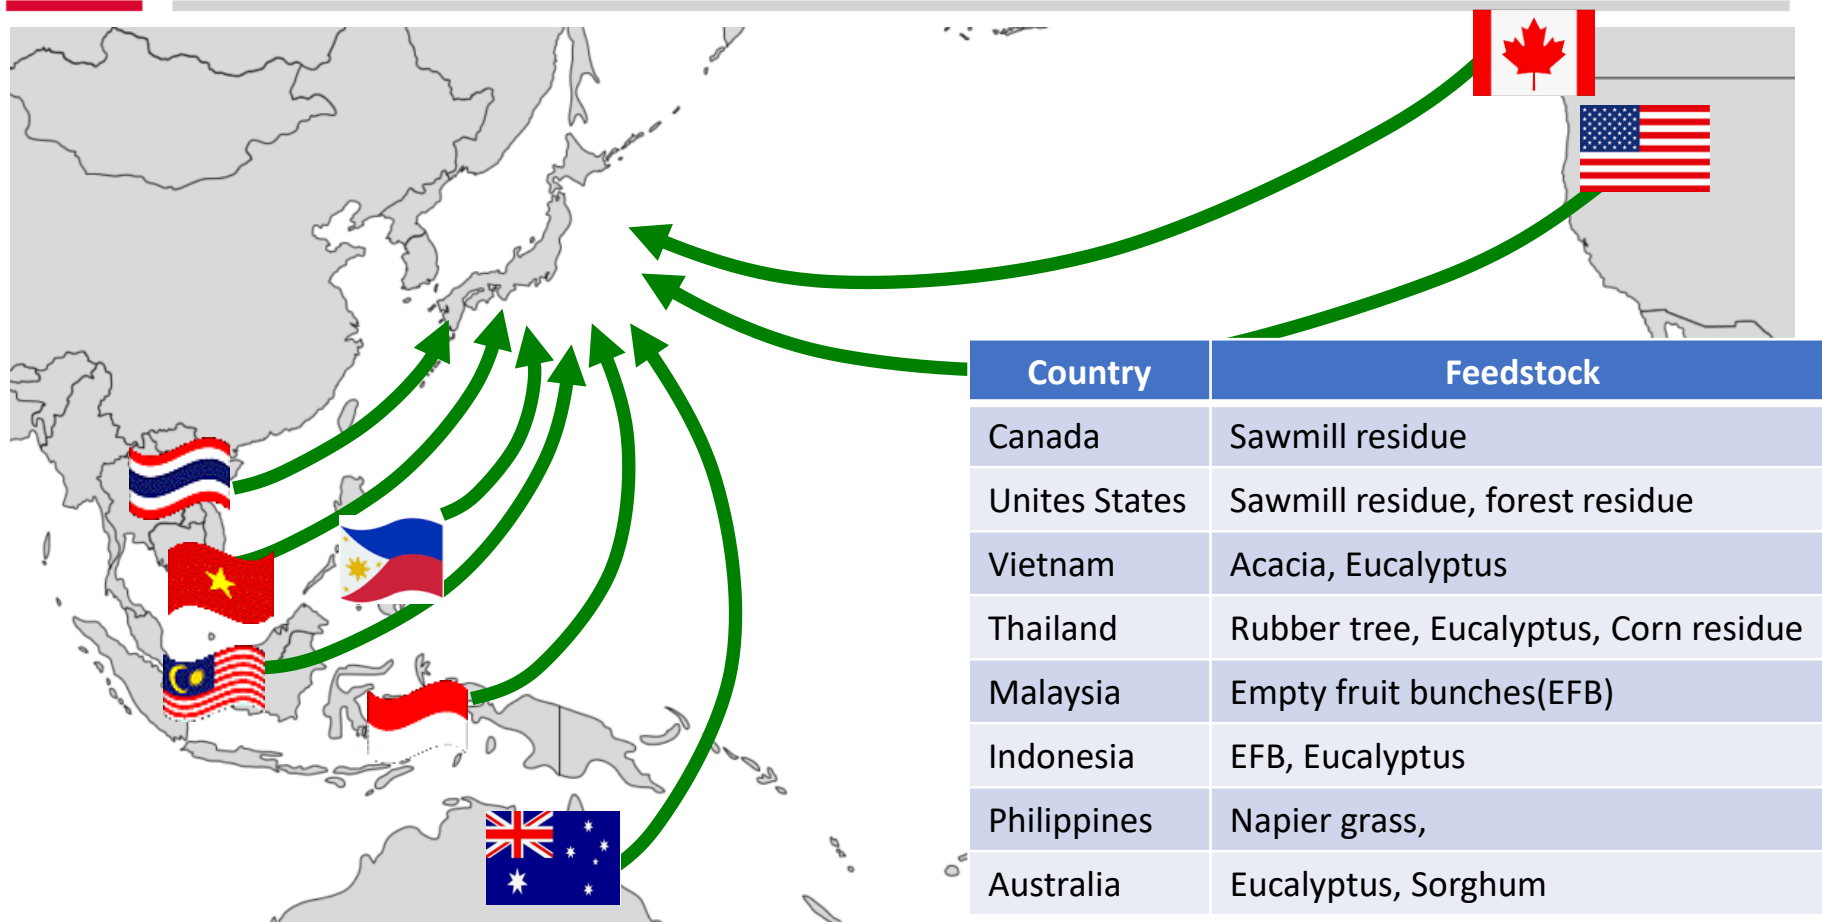 Country Feedstock
Canada Sawmill residue
Unites States Sawmill residue, forest residue
Vietnam Acacia, Eucalyptus
Thailand Rubber tree, Eucalyptus, Corn residue
Malaysia Empty fruit bunches(EFB)
Indonesia EFB, Eucalyptus
Philippines Napier grass,
Australia Eucalyptus, Sorghum